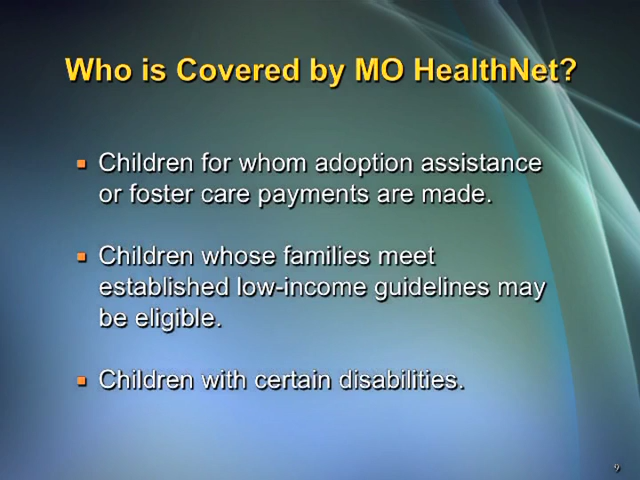 Who is Covered by MO HealthNet?
Children for whom adoption assistance
or foster care payments are made.
Children whose families meet
established low-income guidelines may
be eligible.
Children with certain disabilities.
9